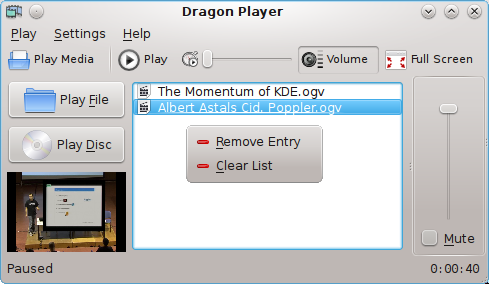 Dragon Player
Play Settings Help
Play Media Play Volume Full Screen
Play File
The Momentum of KDE.ogv
Albert Astals Cid, Poppler.ogv
Play Disc
Remove Entry
Clear List
Mute
Paused 0:00:40